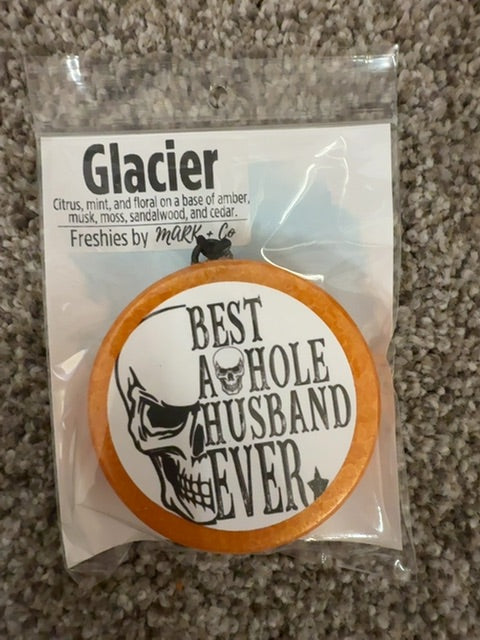 Glacier
Citrus, mint, and floral on a base of amber,
musk, moss, sandalwood, and cedar.
Freshies by MARK + Co
BEST
A HOLE
HUSBAND
EVER.